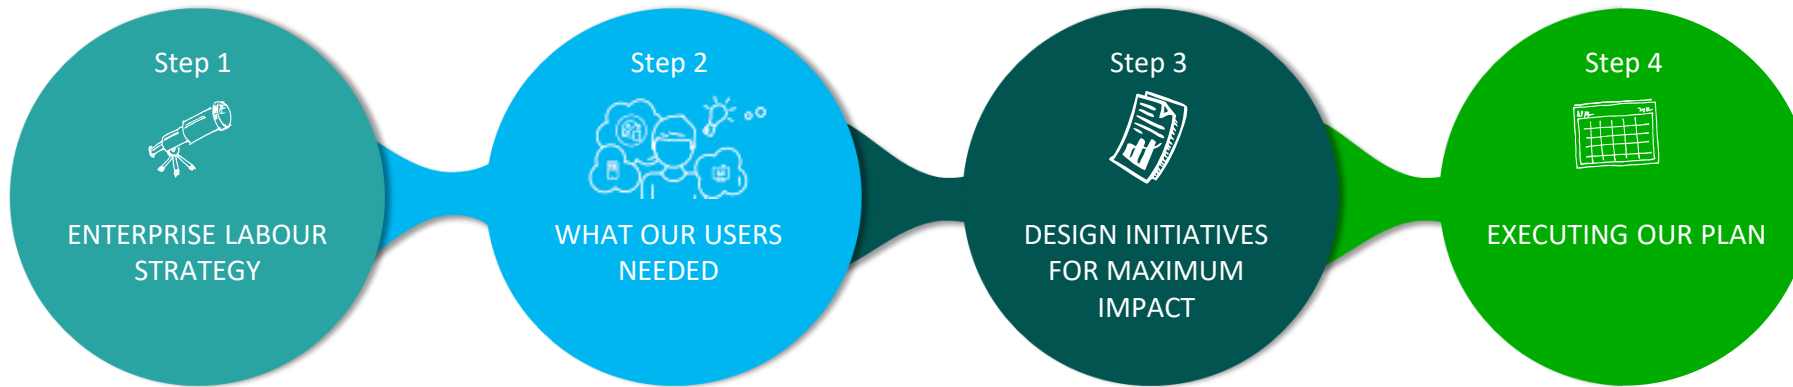 Step 1
ENTERPRISE LABOUR
STRATEGY
Step 2
WHAT OUR USERS
NEEDED
Step 3
DESIGN INITIATIVES
FOR MAXIMUM
IMPACT
Step 4
EXECUTING OUR PLAN